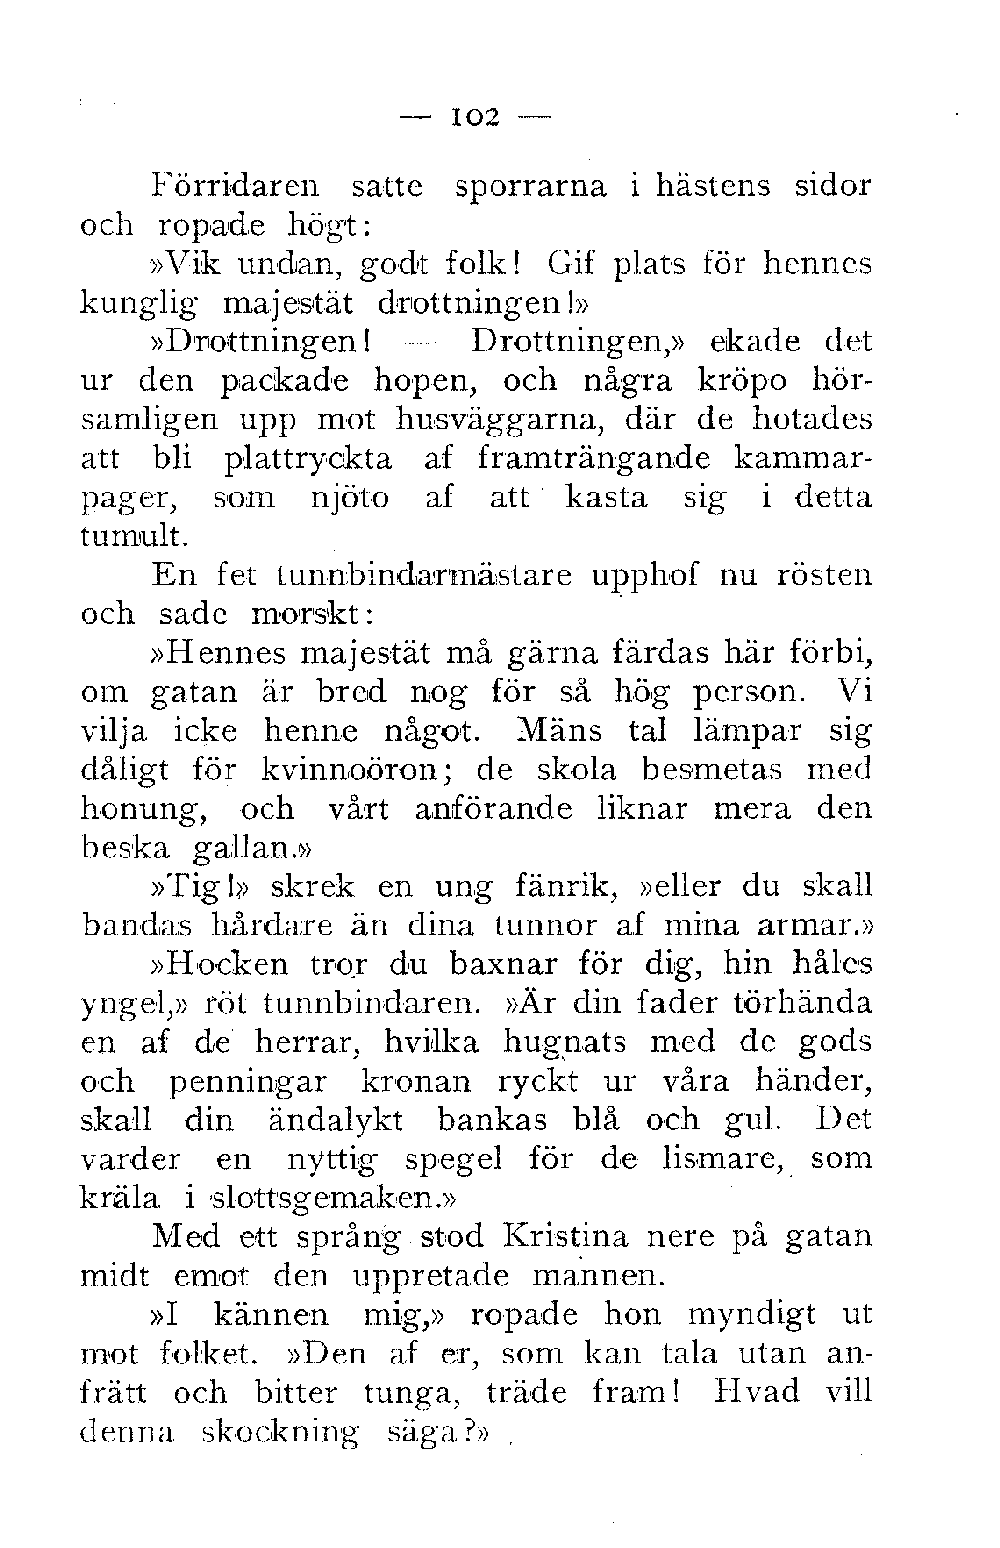 — 102 —
Förridaren satte sporrarna i hästens sidor
och ropade högt:
»Vik undan, godt folk! Gif plats för hennes
kunglig majestät drottningen!»
»Drottningen! — Drottningen,» ekade det
ur den packade hopen, och några kröpo hör-
samligen upp mot husväggarna, där de hotades
att bli plattryckta af framträngande kammar-
pager, som njöto af att kasta sig i detta
tumult.
En fet tunnbindarmästare upphof nu rösten
och sade morskt:
»Hennes majestät må gärna färdas här förbi,
om gatan är bred nog för så hög person. Vi
vilja icke henne något. Mäns tal lämpar sig
dåligt för kvinnoöron; de skola besmetas med
honung, och vårt anförande liknar mera den
beska gallan.»
»Tig!» skrek en ung fänrik, »eller du skall
bandas hårdare än dina tunnor af mina armar.»
»Hocken tror du baxnar för dig, hin håles
yngel,» röt tunnbindaren. »Är din fader törhända
en af de herrar, hvilka hugnats med de gods
och penningar kronan ryckt ur våra händer,
skall din ändalykt bankas blå och gul. Det
varder en nyttig spegel för de lismare, som
kräla i slottsgemaken.»
Med ett språng stod Kristina nere på gatan
midt emot den uppretade mannen.
»I kännen mig,» ropade hon myndigt ut
mot folket. »Den af er, som kan tala utan an-
frätt och bitter tunga, träde fram! Hvad vill
denna skockning säga?»